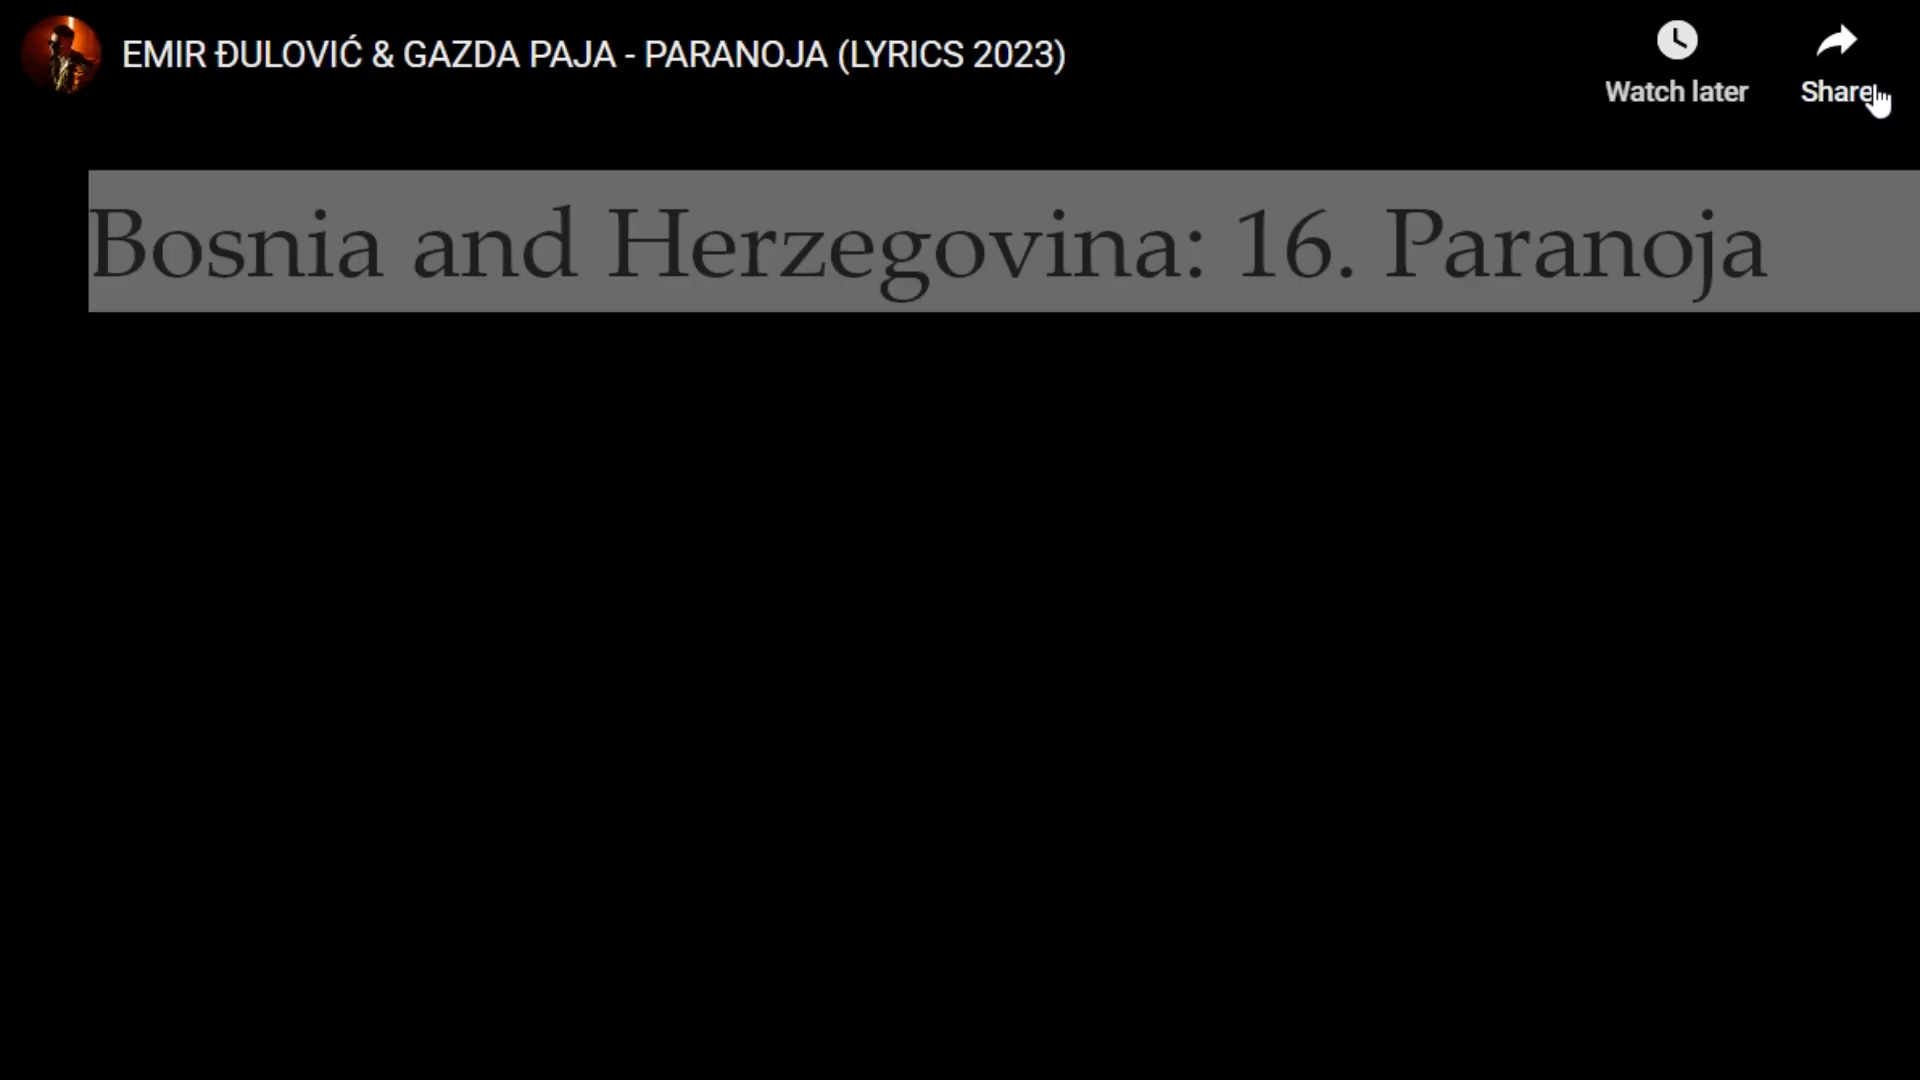 EMIR ĐULOVIĆ & GAZDA PAJA - PARANOJA (LYRICS 2023)
Watch later
Share
Bosnia and Herzegovina: 16. Paranoja